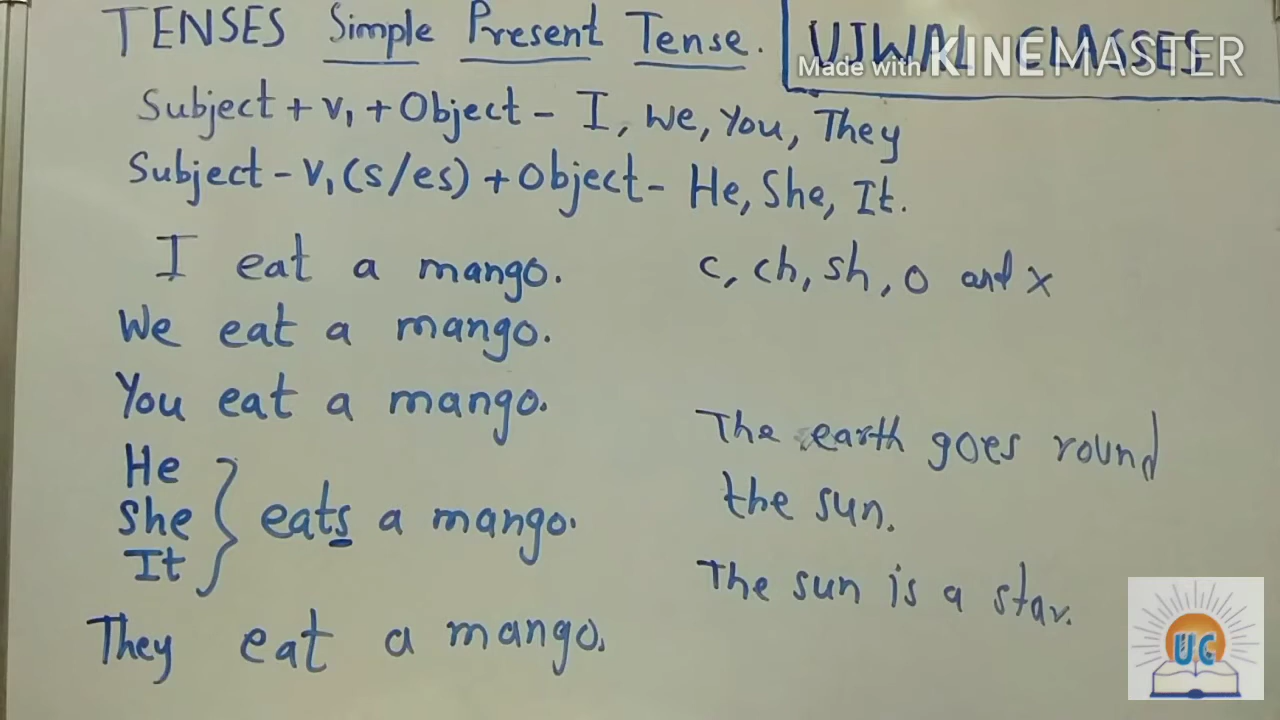 TENSES Simple Present Tense. UJWAL CLASSES
Made with KINEMASTER
Subject + V₁ + Object - I, We, You, They
Subject - V₁ (s/es) + Object - He, She, It.
I eat a mango.
c, ch, sh, o and x
We eat a mango.
You eat a mango.
He
She
It
eats a mango.
They eat a mango.
The earth goes round
the sun.
The sun is a star.
UC